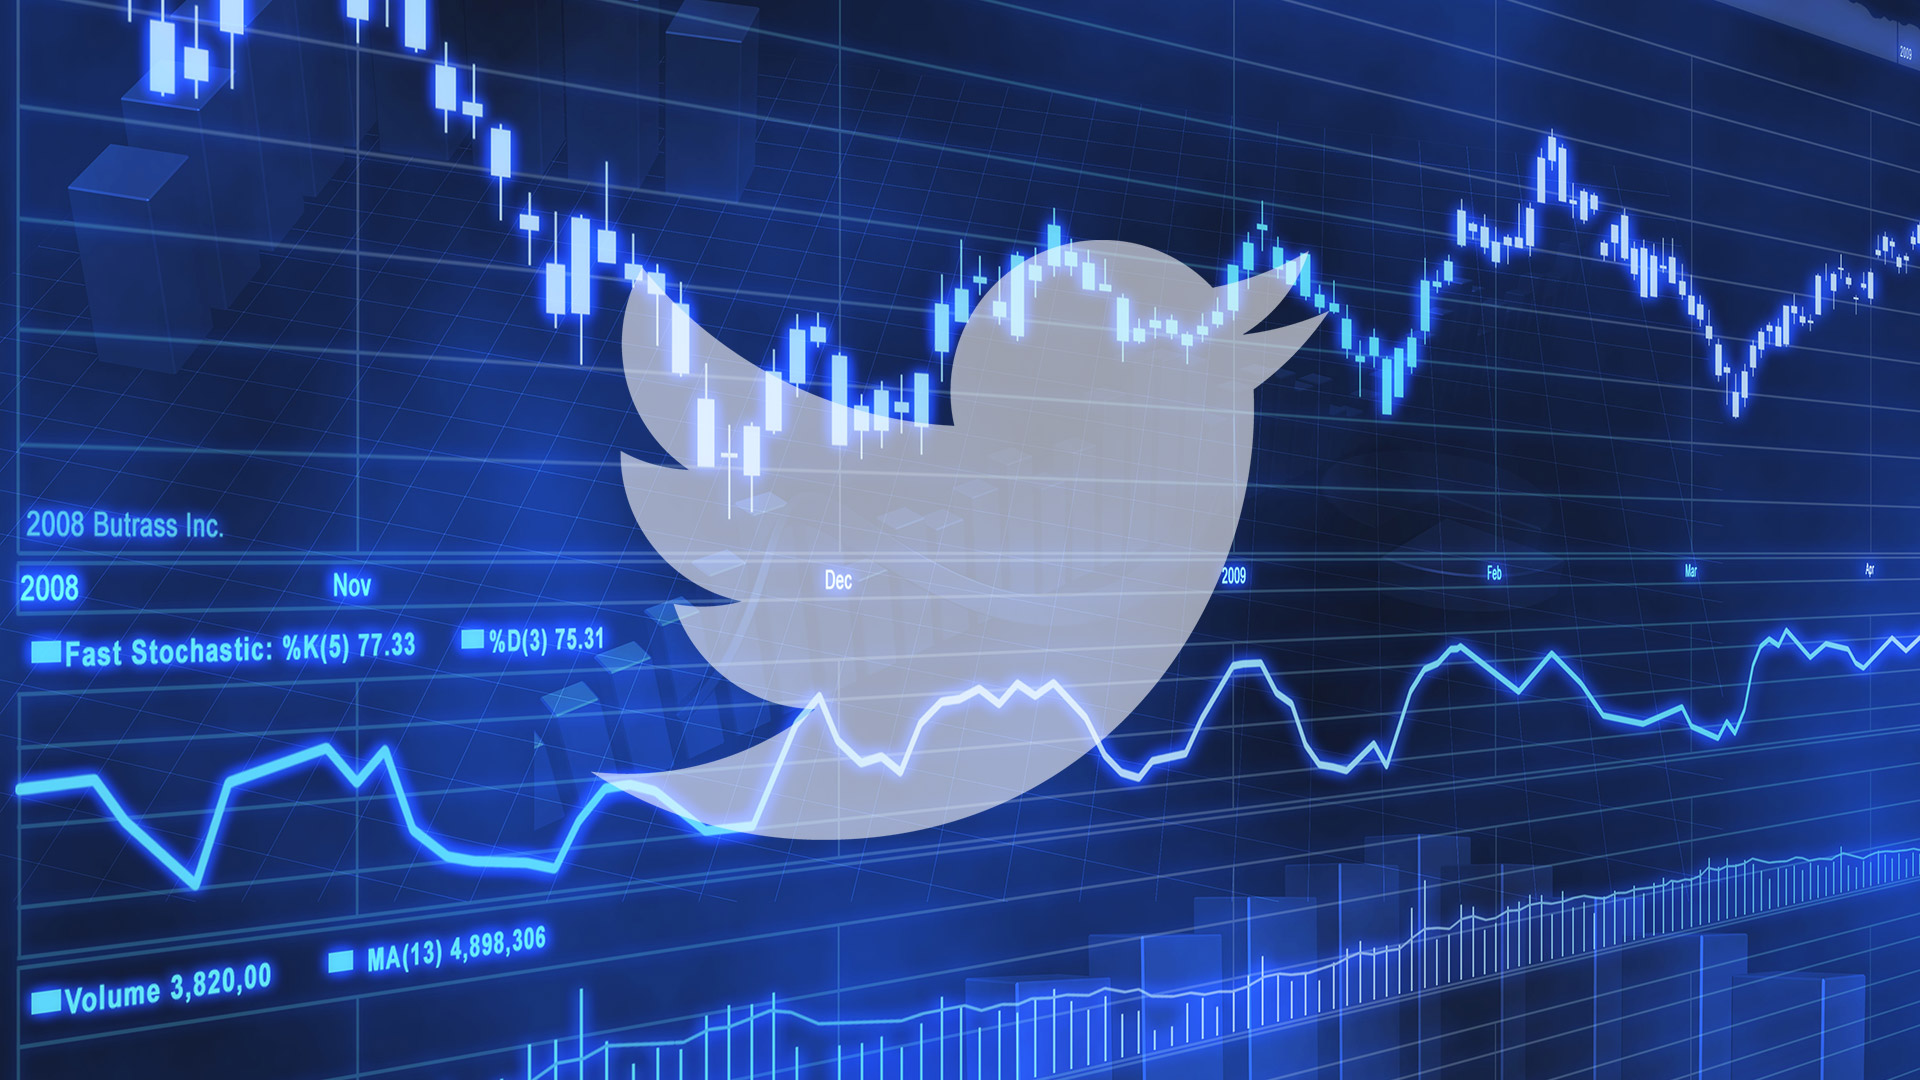 2009
2008 Butrass Inc.
2008 Nov Dec 2009 Feb Mar Apr
Fast Stochastic: %K(5) 77.33 %D(3) 75.31
Volume 3,820,00 MA(13) 4,898,306